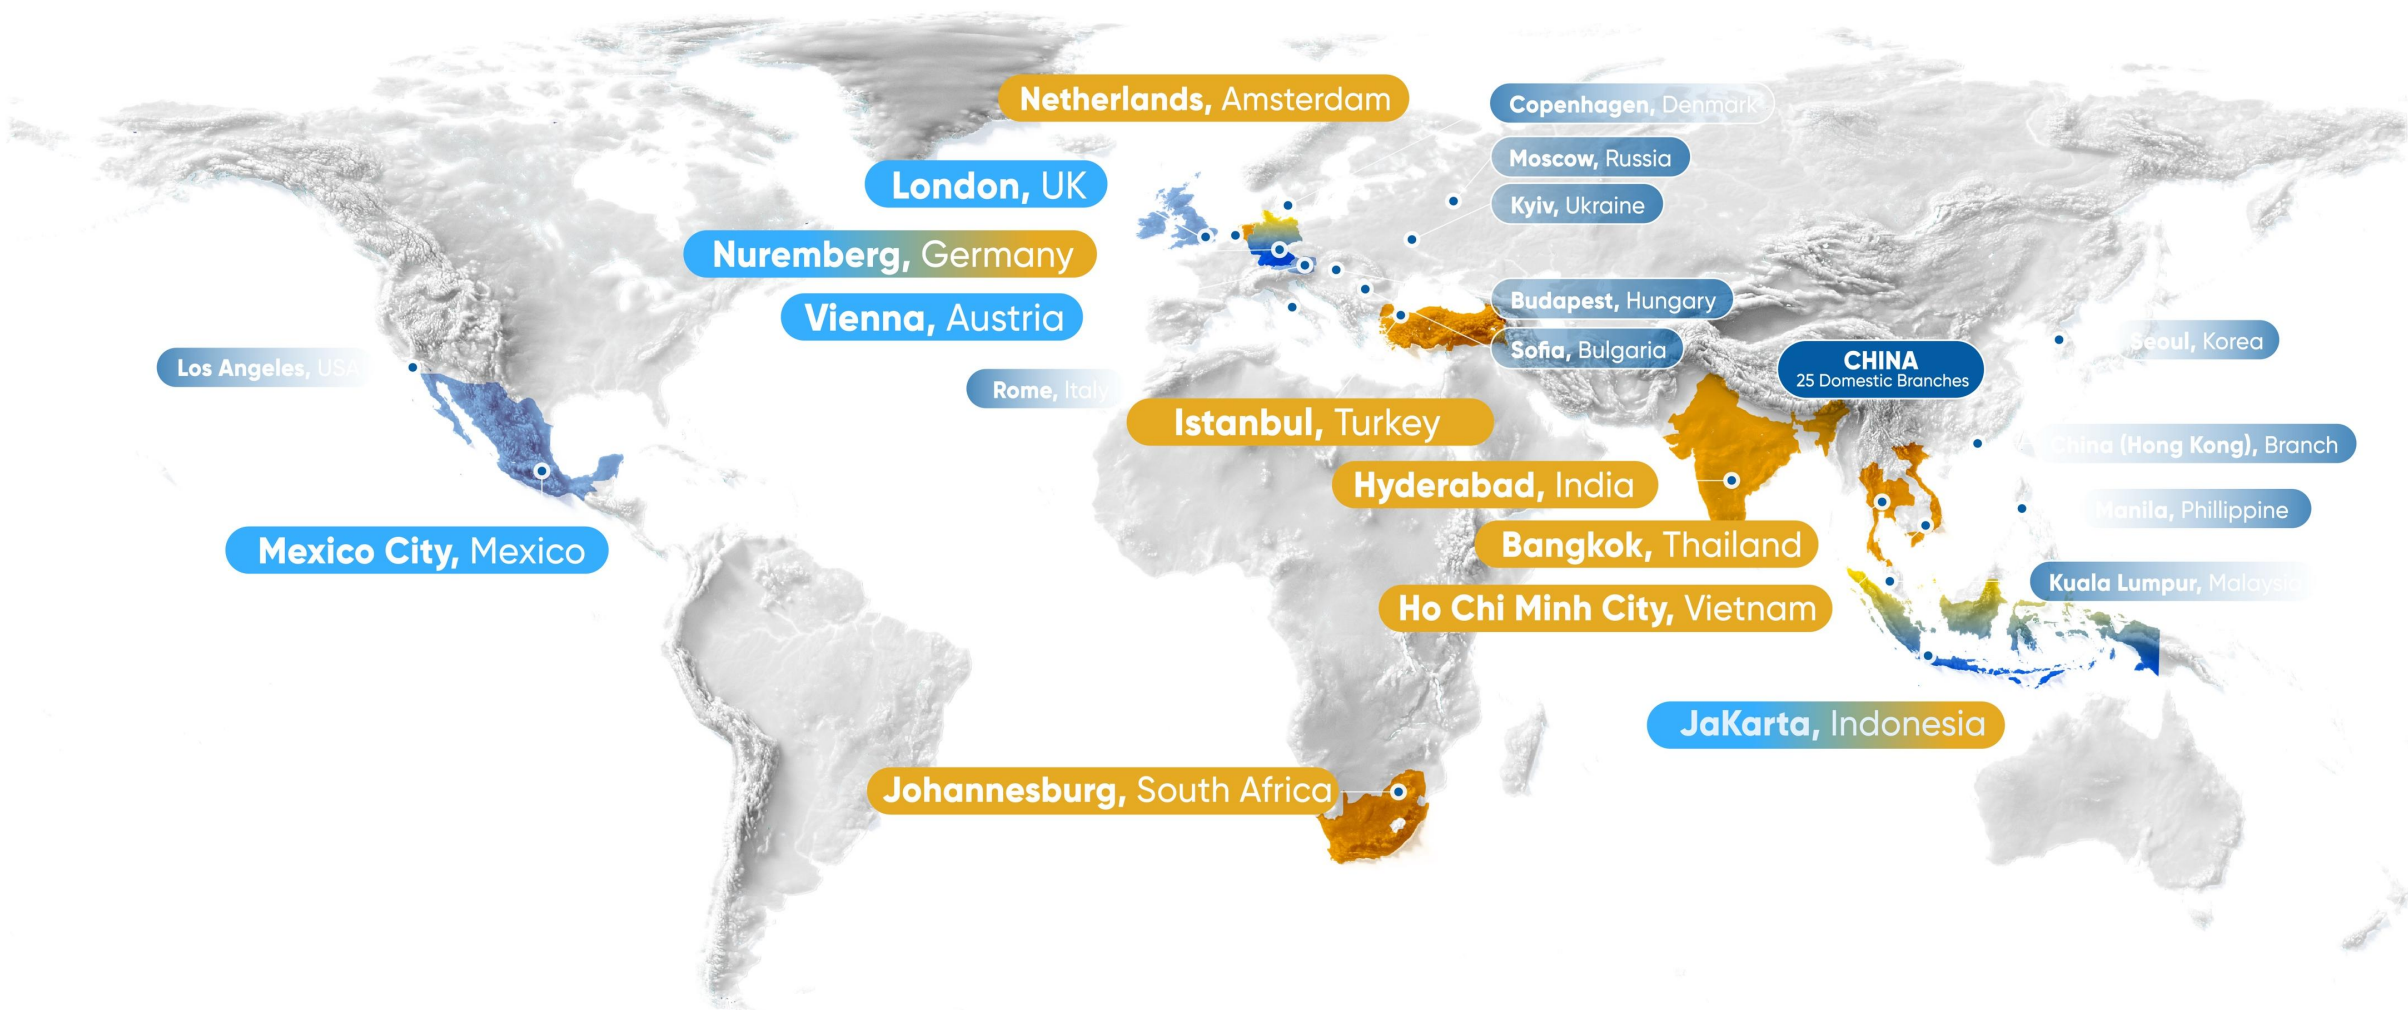 Netherlands, Amsterdam
Copenhagen, Denmark
Moscow, Russia
London, UK
Kyiv, Ukraine
Nuremberg, Germany
Budapest, Hungary
Vienna, Austria
Sofia, Bulgaria
Seoul, Korea
CHINA
25 Domestic Branches
Los Angeles, USA
Rome, Italy
Istanbul, Turkey
China (Hong Kong), Branch
Hyderabad, India
Manila, Phillippine
Bangkok, Thailand
Mexico City, Mexico
Kuala Lumpur, Malaysia
Ho Chi Minh City, Vietnam
JaKarta, Indonesia
Johannesburg, South Africa